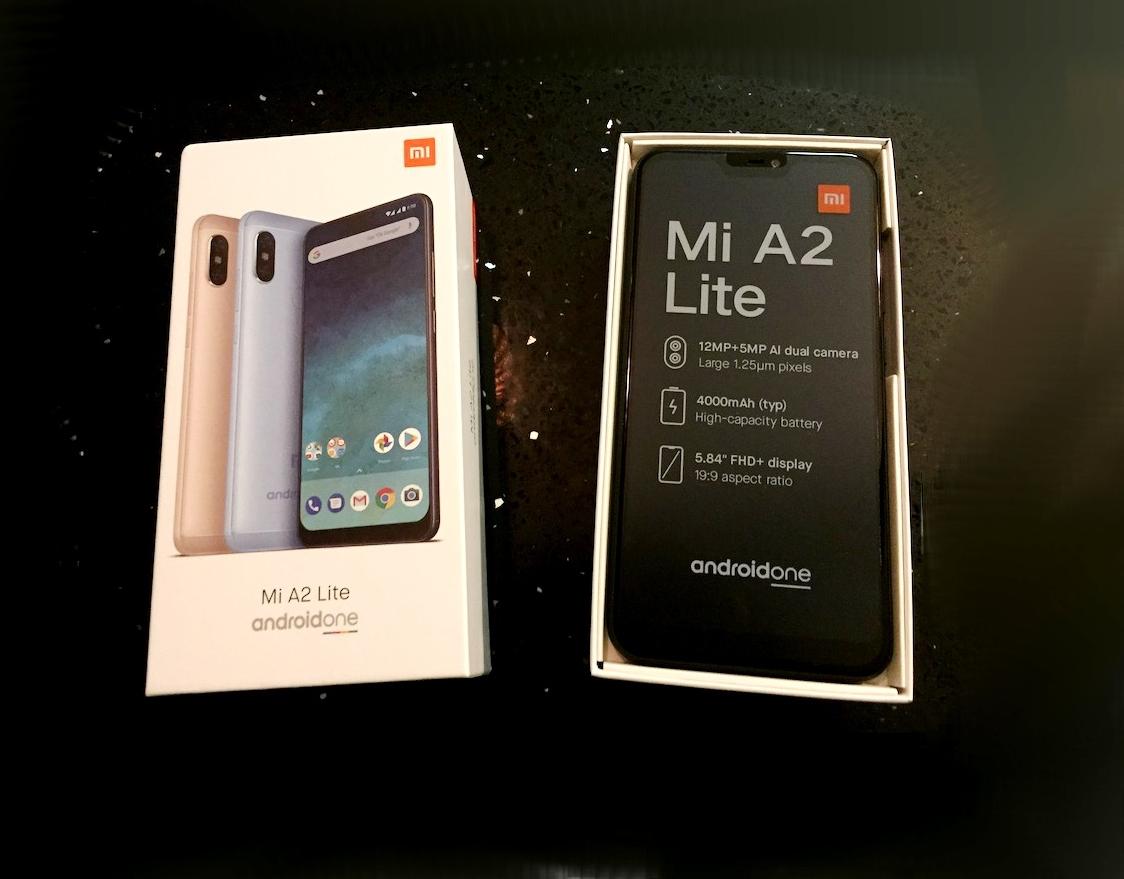 mi
Mi A2 Lite
androidone
mi
Mi A2
Lite
12MP+5MP AI dual camera
Large 1.25μm pixels
4000mAh (typ)
High-capacity battery
5.84" FHD+ display
19:9 aspect ratio
androidone